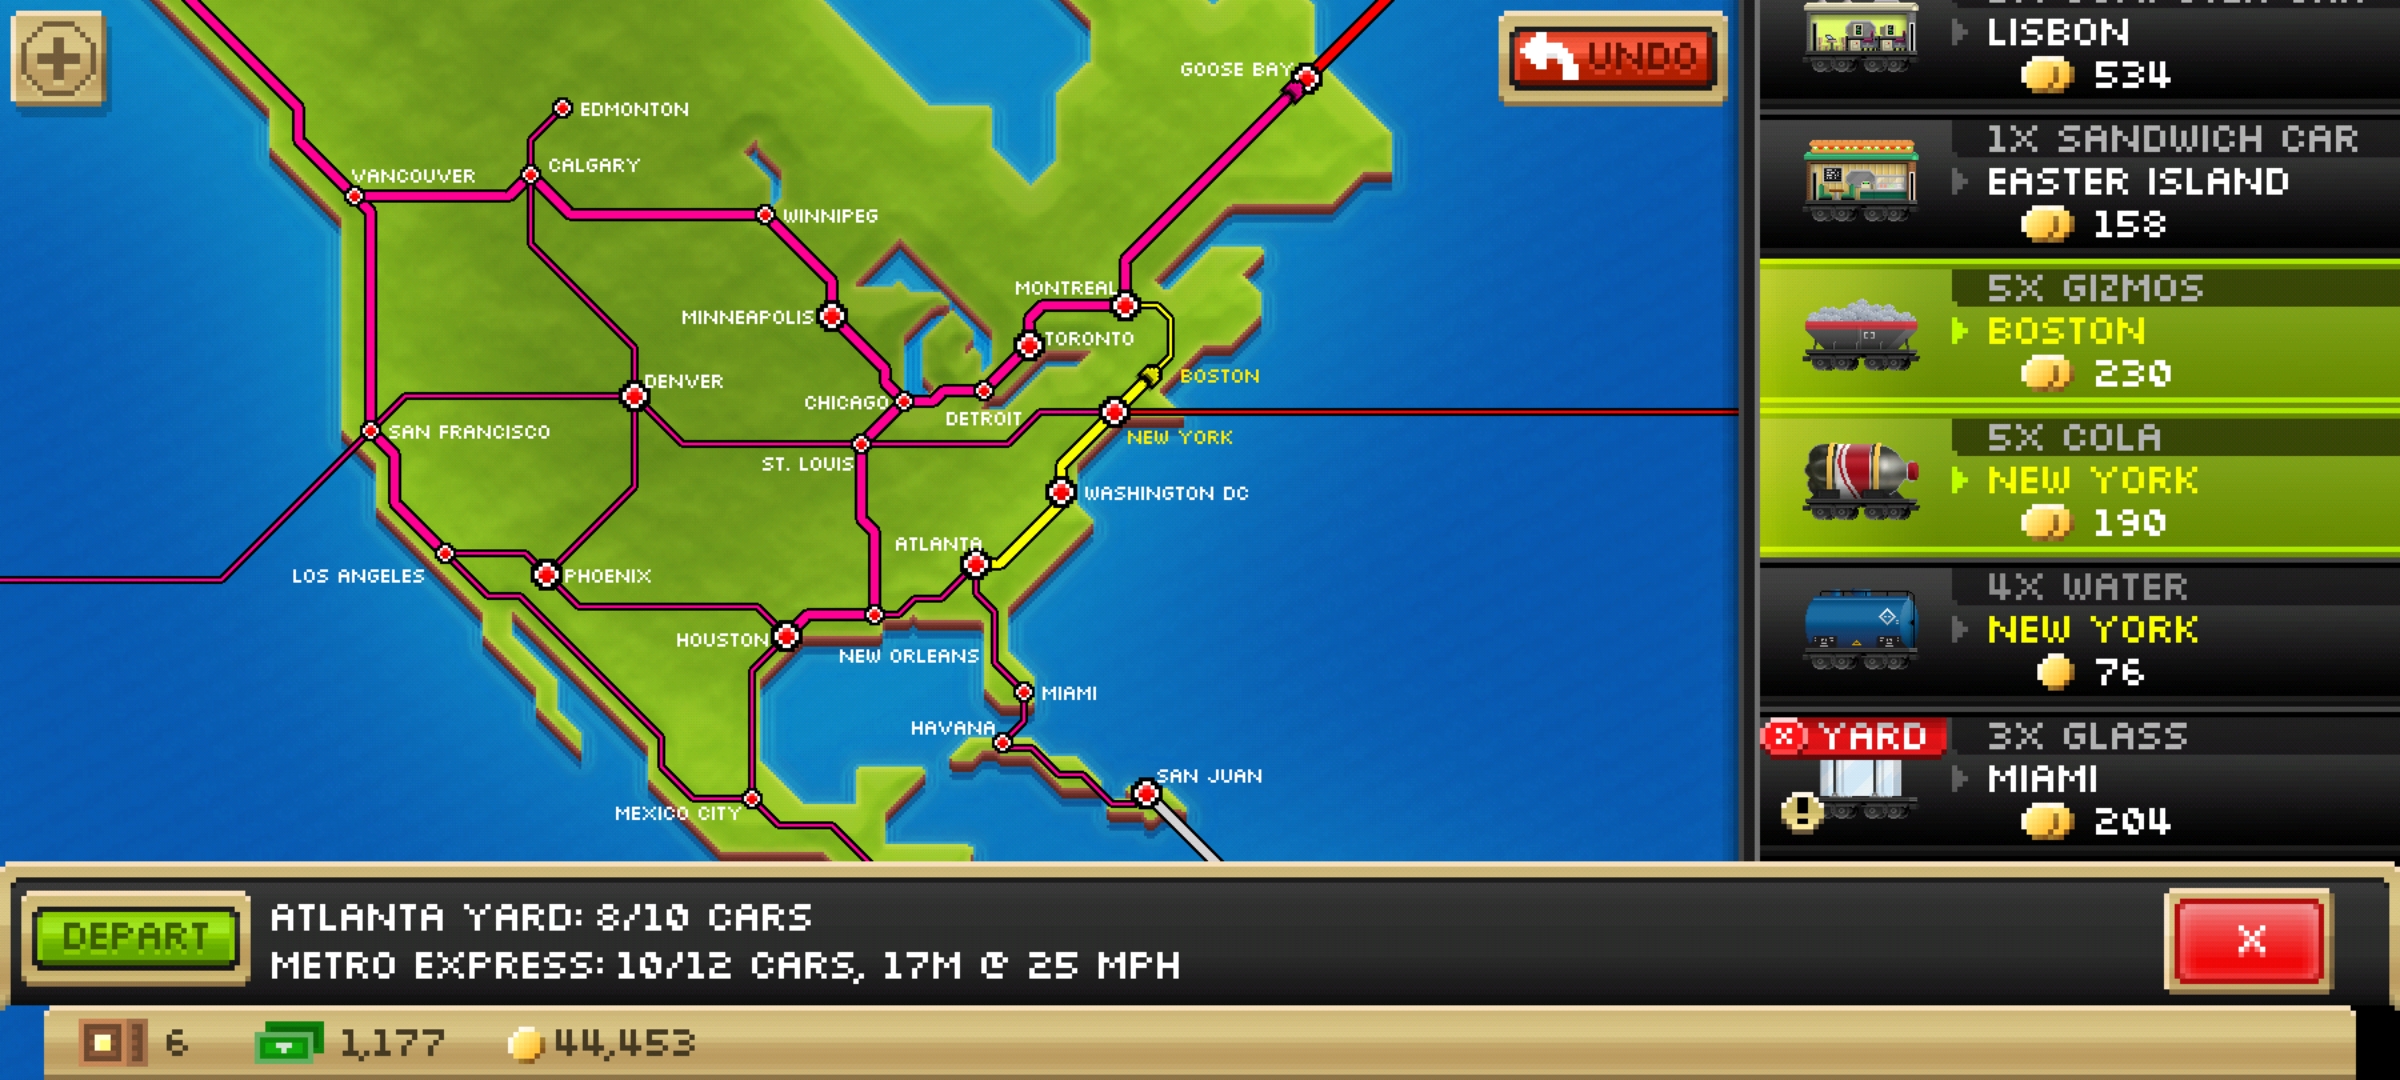 LISBON
534
1X SANDWICH CAR
EASTER ISLAND
158
5X GIZMOS
BOSTON
230
5X COLA
NEW YORK
190
4X WATER
NEW YORK
76
YARD
3X GLASS
MIAMI
204
UNDO
GOOSE BAY
EDMONTON
CALGARY
VANCOUVER
WINNIPEG
MONTREAL
MINNEAPOLIS
TORONTO
BOSTON
DENVER
CHICAGO
DETROIT
SAN FRANCISCO
NEW YORK
ST. LOUIS
WASHINGTON DC
ATLANTA
LOS ANGELES
PHOENIX
HOUSTON
NEW ORLEANS
MIAMI
HAVANA
SAN JUAN
MEXICO CITY
DEPART
ATLANTA YARD: 8/10 CARS
METRO EXPRESS: 10/12 CARS, 17M @ 25 MPH
X
6
1,177
44,453